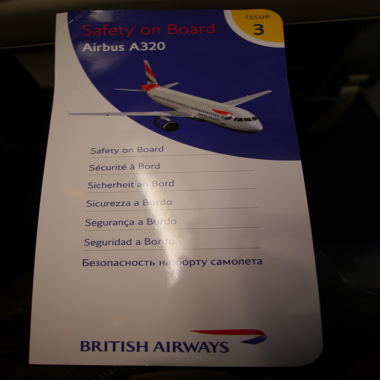 Safety on Board
Issue
3
Airbus A320
Safety on Board
Sécurité à Bord
Sicherheit an Bord
Sicurezza a Bordo
Segurança a Bordo
Seguridad a Bordo
Безопасность на борту самолета
BRITISH AIRWAYS